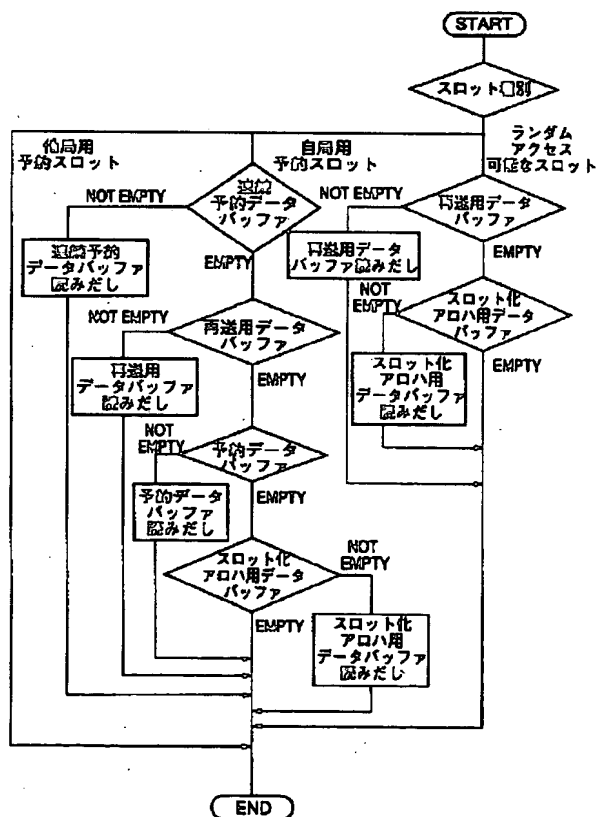 START
スロット
他局用
予約スロット
自局用
予約スロット
ランダム
アクセス
可能なスロット
NOT EMPTY
予約データ
バッファ
EMPTY
予約
データバッファ
読みだし
NOT EMPTY
再送用データ
バッファ
EMPTY
再送用データ
バッファ読みだし
NOT
EMPTY
スロット化
アロハ用データ
バッファ
EMPTY
スロット化
アロハ用
データバッファ
読みだし
NOT EMPTY
再送用データ
バッファ
EMPTY
再送用
データバッファ
読みだし
NOT
EMPTY
予約データ
バッファ
EMPTY
予約データ
バッファ
読みだし
スロット化
アロハ用データ
バッファ
NOT
EMPTY
EMPTY
スロット化
アロハ用
データバッファ
読みだし
END